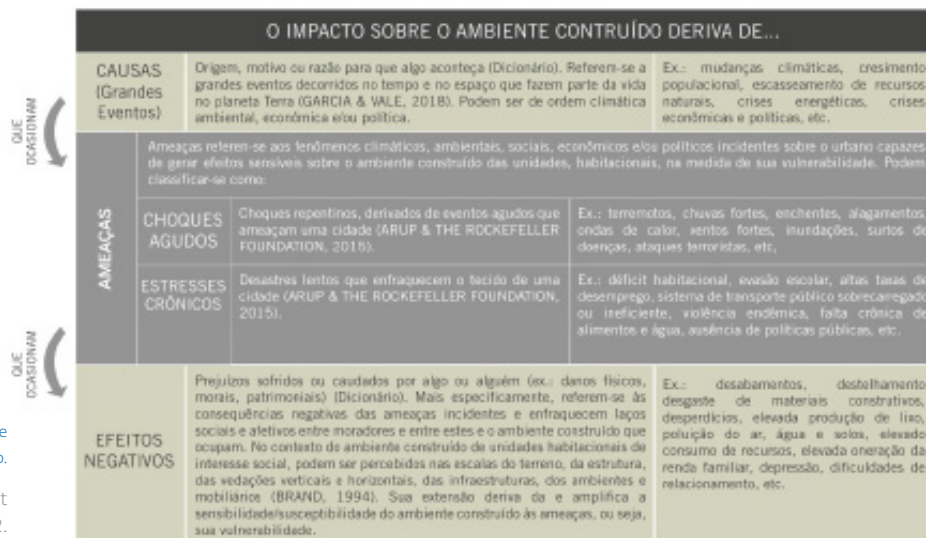 O IMPACTO SOBRE O AMBIENTE CONTRUÍDO DERIVA DE...
CAUSAS
(Grandes
Eventos)
Origem, motivo ou razão para que algo aconteça (Dicionário). Referem-se a
grandes eventos decorridos no tempo e no espaço que fazem parte da vida
no planeta Terra (GARCIA & VALE, 2018). Podem ser de ordem climática
ambiental, econômica e/ou política.
Ex.: mudanças climáticas, cresimento
populacional, escasseamento de recursos
naturais, crises energéticas, crises
econômicas e políticas, etc.
QUE
OCASIONAM
AMEAÇAS
Ameaças referen-se aos fenômenos climáticos, ambientais, sociais, econômicos e/ou políticos incidentes sobre o urbano capazes
de gerar efeitos sensíveis sobre o ambiente construído das unidades, habitacionais, na medida de sua vulnerabilidade. Podem
classificar-se como:
CHOQUES
AGUDOS
Choques repentinos, derivados de eventos agudos que
ameaçam uma cidade (ARUP & THE ROCKEFELLER
FOUNDATION, 2015).
Ex.: terremotos, chuvas fortes, enchentes, alagamentos,
ondas de calor, ventos fortes, inundações, surtos de
doenças, ataques terroristas, etc.
ESTRESSES
CRÔNICOS
Desastres lentos que enfraquecem o tecido de uma
cidade (ARUP & THE ROCKEFELLER FOUNDATION,
2015).
Ex.: déficit habitacional, evasão escolar, altas taxas de
desemprego, sistema de transporte público sobrecarregado
ou ineficiente, violência endêmica, falta crônica de
alimentos e água, ausência de políticas públicas, etc.
QUE
OCASIONAM
EFEITOS
NEGATIVOS
Prejuízos sofridos ou caudados por algo ou alguém (ex.: danos físicos,
morais, patrimoniais) (Dicionário). Mais especificamente, referem-se às
consequências negativas das ameaças incidentes e enfraquecem laços
sociais e afetivos entre moradores e entre estes e o ambiente construído que
ocupam. No contexto do ambiente construído de unidades habitacionais de
interesse social, podem ser percebidos nas escalas do terreno, da estrutura,
das vedações verticais e horizontais, das infraestruturas, dos ambientes e
mobiliários (BRAND, 1994). Sua extensão deriva da e amplifica a
sensibilidade/susceptibilidade do ambiente construído às ameaças, ou seja,
sua vulnerabilidade.
Ex.: desabamentos, destelhamento
desgaste de materiais construtivos,
desperdícios, elevada produção de lixo,
poluição do ar, água e solos, elevado
consumo de recursos, elevada oneração da
renda familiar, depressão, dificuldades de
relacionamento, etc.
e
o.
t
2.